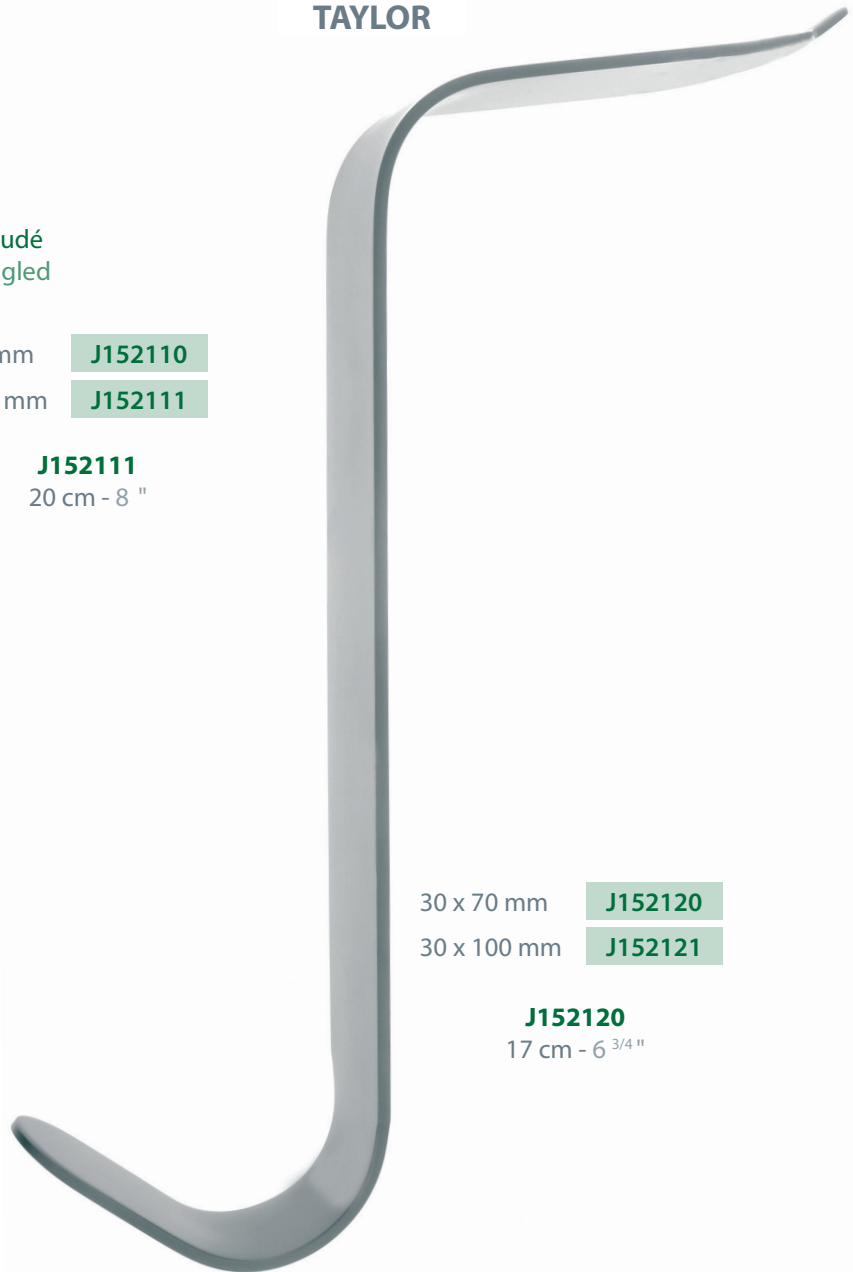 TAYLOR
udé
gled
mm J152110
mm J152111
J152111
20 cm - 8 "
30 x 70 mm J152120
30 x 100 mm J152121
J152120
17 cm - 6 3/4 "